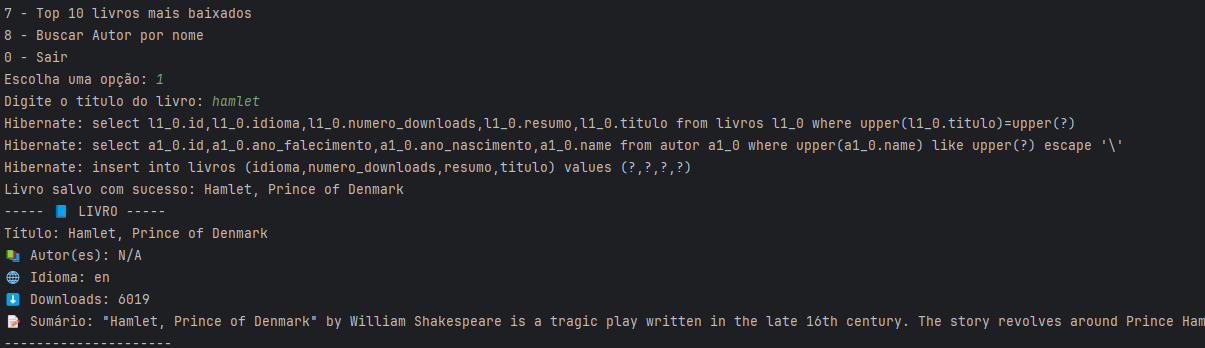 7 - Top 10 livros mais baixados
8 - Buscar Autor por nome
0 - Sair
Escolha uma opção: 1
Digite o título do livro: hamlet
Hibernate: select l1_0.id,l1_0.idioma,l1_0.numero_downloads,l1_0.resumo,l1_0.titulo from livros l1_0 where upper(l1_0.titulo)=upper(?)
Hibernate: select a1_0.id,a1_0.ano_falecimento,a1_0.ano_nascimento,a1_0.name from autor a1_0 where upper(a1_0.name) like upper(?) escape '\'
Hibernate: insert into livros (idioma,numero_downloads,resumo,titulo) values (?,?,?,?)
Livro salvo com sucesso: Hamlet, Prince of Denmark
----- 📘 LIVRO -----
Título: Hamlet, Prince of Denmark
📚 Autor(es): N/A
🌐 Idioma: en
⬇️ Downloads: 6019
📝 Sumário: "Hamlet, Prince of Denmark" by William Shakespeare is a tragic play written in the late 16th century. The story revolves around Prince Ham
---------------------